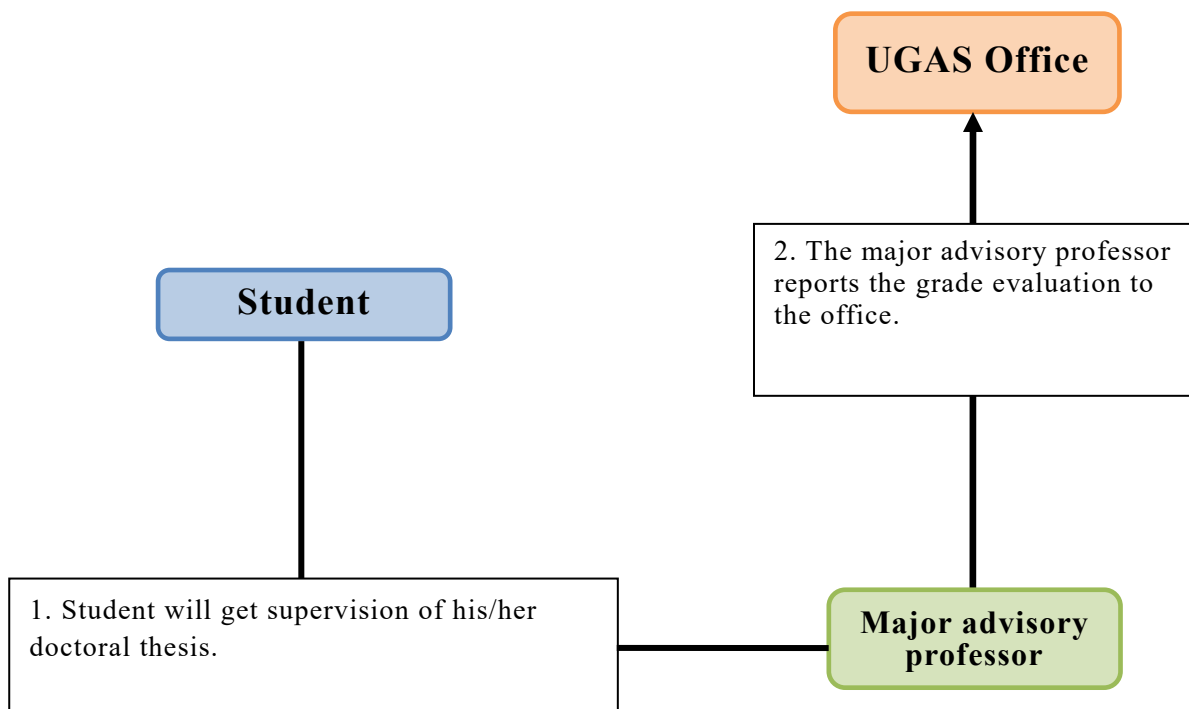 UGAS Office
2. The major advisory professor
reports the grade evaluation to
the office.
Student
1. Student will get supervision of his/her
doctoral thesis.
Major advisory
professor